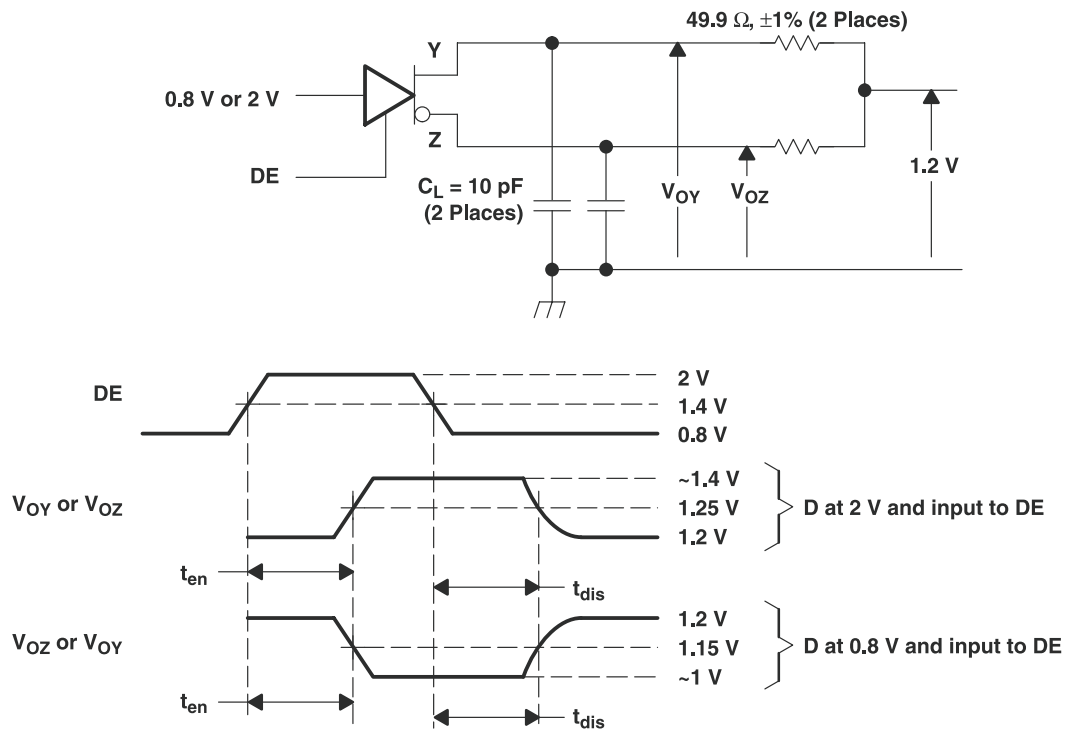 49.9 Ω, ±1% (2 Places)
Y
0.8 V or 2 V
Z
DE
1.2 V
C_L = 10 pF
(2 Places)
V_OY
V_OZ
DE
2 V
1.4 V
0.8 V
V_OY or V_OZ
~1.4 V
1.25 V
1.2 V
D at 2 V and input to DE
t_en
t_dis
V_OZ or V_OY
1.2 V
1.15 V
~1 V
D at 0.8 V and input to DE
t_en
t_dis